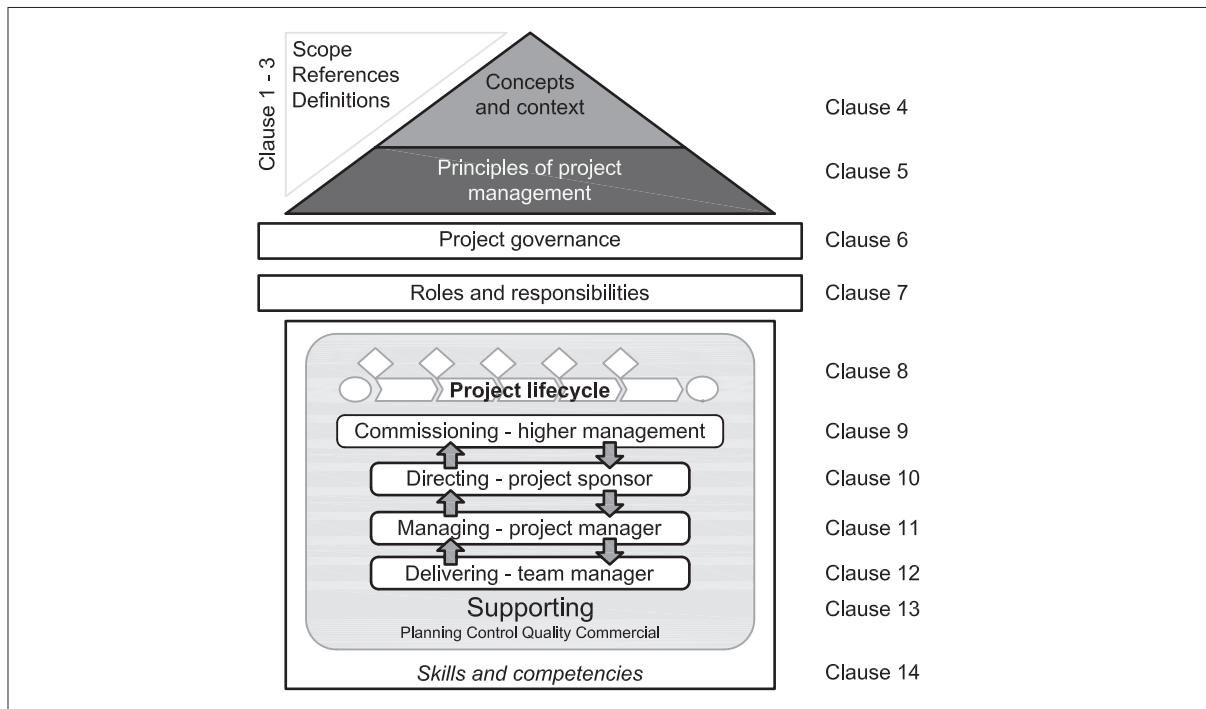 Clause 1 - 3
Scope
References
Definitions
Concepts
and context
Clause 4
Principles of project
management
Clause 5
Project governance
Clause 6
Roles and responsibilities
Clause 7
Project lifecycle
Clause 8
Commissioning - higher management
Clause 9
Directing - project sponsor
Clause 10
Managing - project manager
Clause 11
Delivering - team manager
Clause 12
Supporting
Clause 13
Planning Control Quality Commercial
Skills and competencies
Clause 14